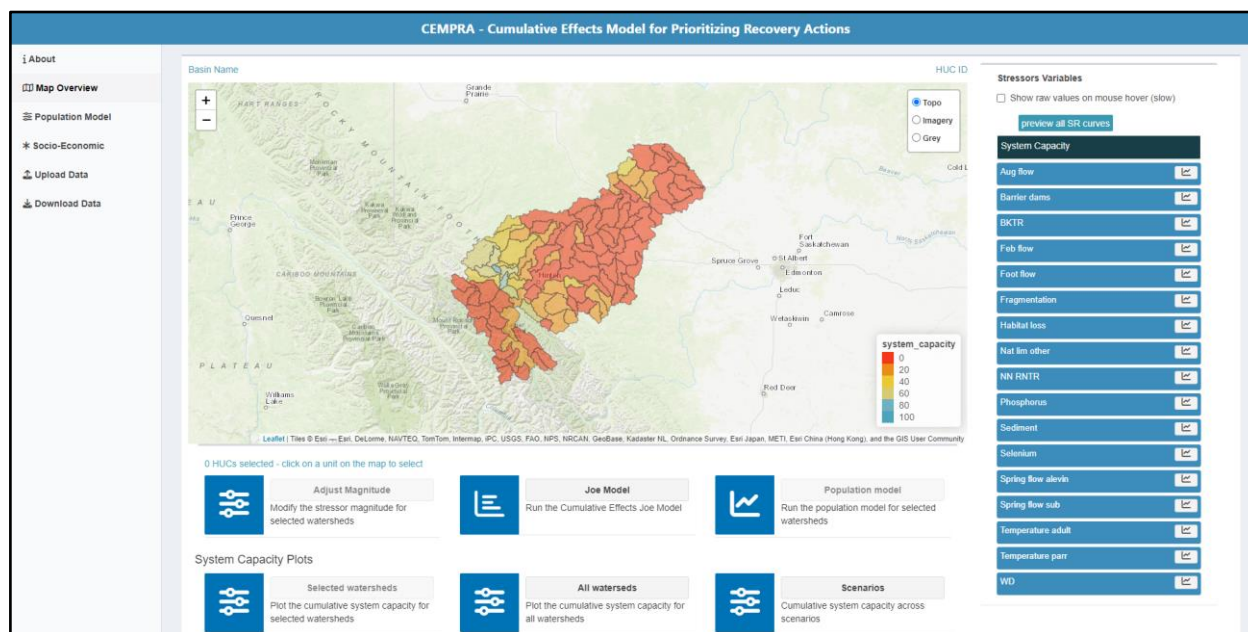 CEMPRA - Cumulative Effects Model for Prioritizing Recovery Actions
About
Map Overview
Population Model
Socio-Economic
Upload Data
Download Data
Basin Name
HUC ID
+
−
Topo
Imagery
Grey
Grande
Prairie
HART RANGES
ROCKY MOUNTAIN FOOT
Prince
George
CARIBOO MOUNTAINS
Quesnel
PLATEAU
Williams
Lake
Hinton
Cold L
Beaver
Fort
Saskatchewan
North Saskatchewan
Spruce Grove
St Albert
Edmonton
Leduc
Wetaskiwin
Camrose
Red Deer
system_capacity
0
20
40
60
80
100
Leaflet | Tiles © Esri — Esri, DeLorme, NAVTEQ, TomTom, Intermap, iPC, USGS, FAO, NPS, NRCAN, GeoBase, Kadaster NL, Ordnance Survey, Esri Japan, METI, Esri China (Hong Kong), and the GIS User Community
0 HUCs selected - click on a unit on the map to select
Adjust Magnitude
Modify the stressor magnitude for
selected watersheds
Joe Model
Run the Cumulative Effects Joe Model
Population model
Run the population model for selected
watersheds
System Capacity Plots
Selected watersheds
Plot the cumulative system capacity for
selected watersheds
All waterseds
Plot the cumulative system capacity for
all watersheds
Scenarios
Cumulative system capacity across
scenarios
Stressors Variables
Show raw values on mouse hover (slow)
preview all SR curves
System Capacity
Aug flow
Barrier dams
BKTR
Feb flow
Foot flow
Fragmentation
Habitat loss
Nat lim other
NN RNTR
Phosphorus
Sediment
Selenium
Spring flow alevin
Spring flow sub
Temperature adult
Temperature parr
WD